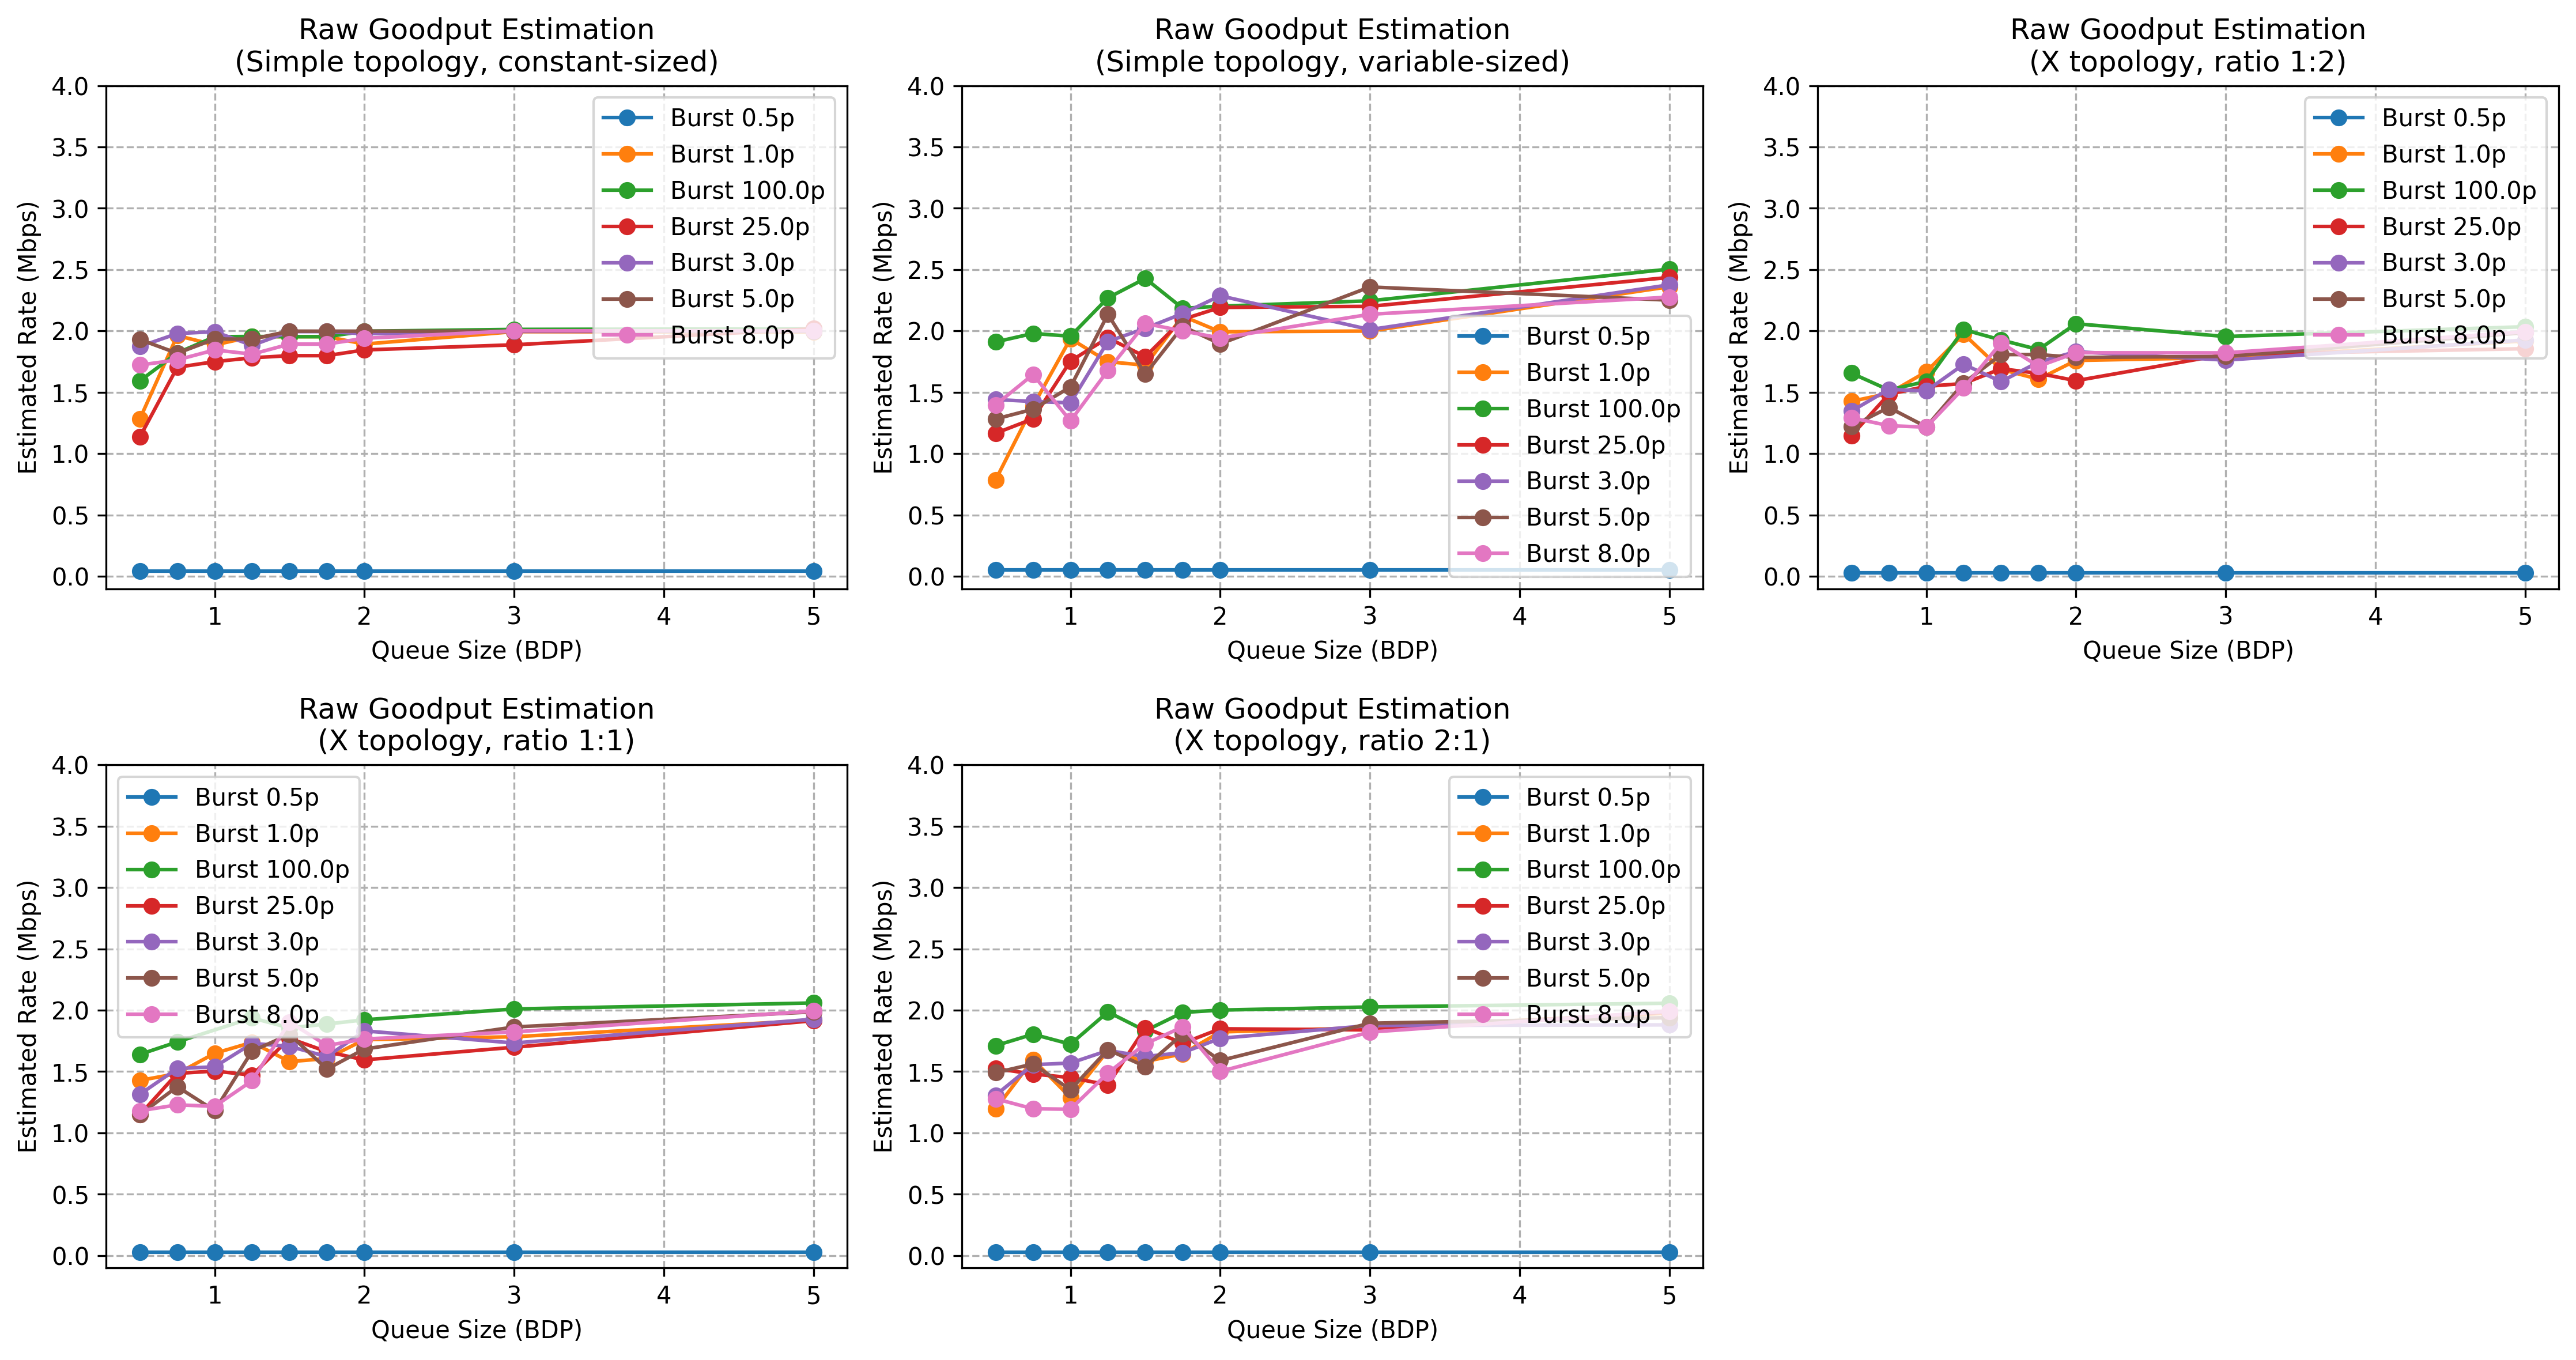 Raw Goodput Estimation
(Simple topology, constant-sized)
Estimated Rate (Mbps)
4.0
3.5
3.0
2.5
2.0
1.5
1.0
0.5
0.0
Burst 0.5p
Burst 1.0p
Burst 100.0p
Burst 25.0p
Burst 3.0p
Burst 5.0p
Burst 8.0p
1 2 3 4 5
Queue Size (BDP)
Raw Goodput Estimation
(Simple topology, variable-sized)
Estimated Rate (Mbps)
4.0
3.5
3.0
2.5
2.0
1.5
1.0
0.5
0.0
Burst 0.5p
Burst 1.0p
Burst 100.0p
Burst 25.0p
Burst 3.0p
Burst 5.0p
Burst 8.0p
1 2 3 4 5
Queue Size (BDP)
Raw Goodput Estimation
(X topology, ratio 1:2)
Estimated Rate (Mbps)
4.0
3.5
3.0
2.5
2.0
1.5
1.0
0.5
0.0
Burst 0.5p
Burst 1.0p
Burst 100.0p
Burst 25.0p
Burst 3.0p
Burst 5.0p
Burst 8.0p
1 2 3 4 5
Queue Size (BDP)
Raw Goodput Estimation
(X topology, ratio 1:1)
Estimated Rate (Mbps)
4.0
3.5
3.0
2.5
2.0
1.5
1.0
0.5
0.0
Burst 0.5p
Burst 1.0p
Burst 100.0p
Burst 25.0p
Burst 3.0p
Burst 5.0p
Burst 8.0p
1 2 3 4 5
Queue Size (BDP)
Raw Goodput Estimation
(X topology, ratio 2:1)
Estimated Rate (Mbps)
4.0
3.5
3.0
2.5
2.0
1.5
1.0
0.5
0.0
Burst 0.5p
Burst 1.0p
Burst 100.0p
Burst 25.0p
Burst 3.0p
Burst 5.0p
Burst 8.0p
1 2 3 4 5
Queue Size (BDP)